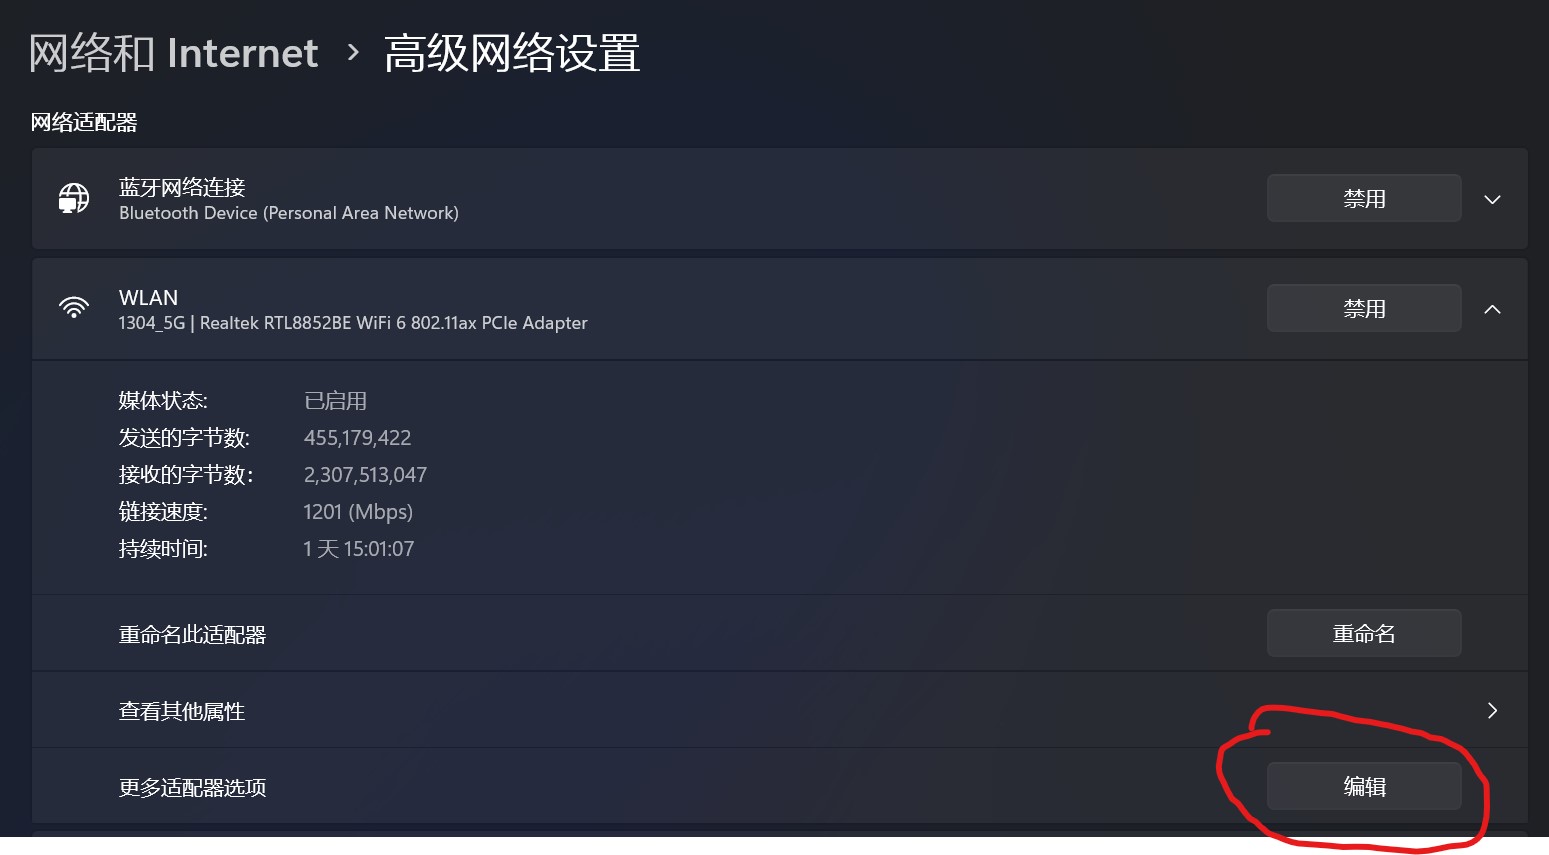 网络和 Internet › 高级网络设置
网络适配器
蓝牙网络连接
Bluetooth Device (Personal Area Network)
禁用
WLAN
1304_5G | Realtek RTL8852BE WiFi 6 802.11ax PCIe Adapter
禁用
媒体状态: 已启用
发送的字节数: 455,179,422
接收的字节数: 2,307,513,047
链接速度: 1201 (Mbps)
持续时间: 1 天 15:01:07
重命名此适配器 重命名
查看其他属性
更多适配器选项 编辑